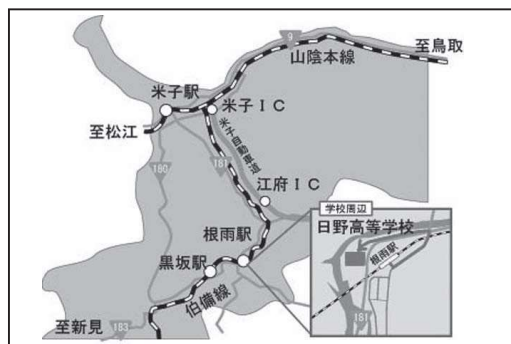 9
至鳥取
山陰本線
米子駅
米子ＩＣ
至松江
米子自動車道
180
181
江府ＩＣ
学校周辺
日野高等学校
根雨駅
根雨駅
黒坂駅
伯備線
181
至新見
183